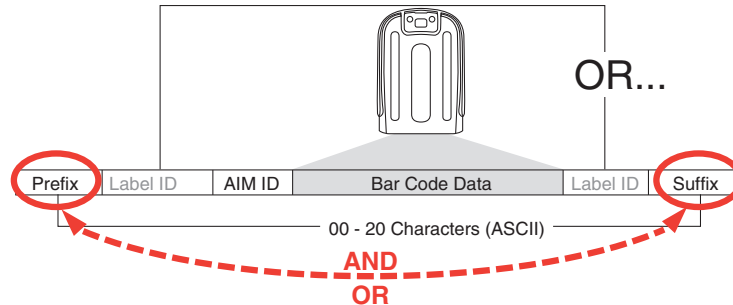 OR...
Prefix Label ID AIM ID Bar Code Data Label ID Suffix
00 - 20 Characters (ASCII)
AND
OR